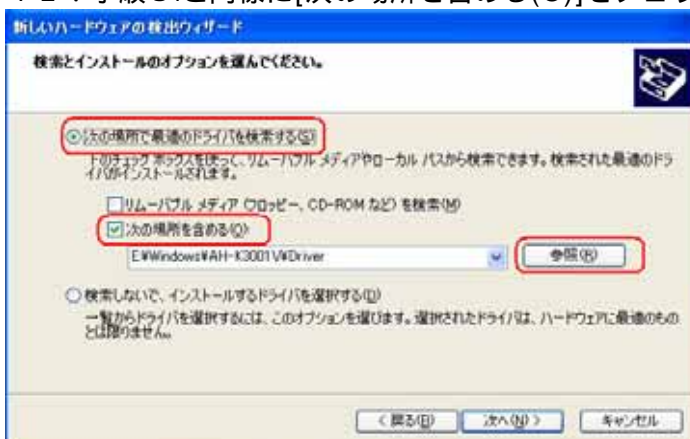 新しいハードウェアの検出ウィザード
検索とインストールのオプションを選んでください。
次の場所で最適のドライバを検索する(S)
下のチェック ボックスを使って、リムーバブル メディアやローカル パスから検索できます。検索された最適のドラ
イバがインストールされます。
リムーバブル メディア (フロッピー、CD-ROM など) を検索(M)
次の場所を含める(O)
E:¥Windows¥AH-K3001V¥Driver
参照(R)
検索しないで、インストールするドライバを選択する(D)
一覧からドライバを選択するには、このオプションを選びます。選択されたドライバは、ハードウェアに最適のもの
とは限りません。
< 戻る(B)
次へ(N) >
キャンセル